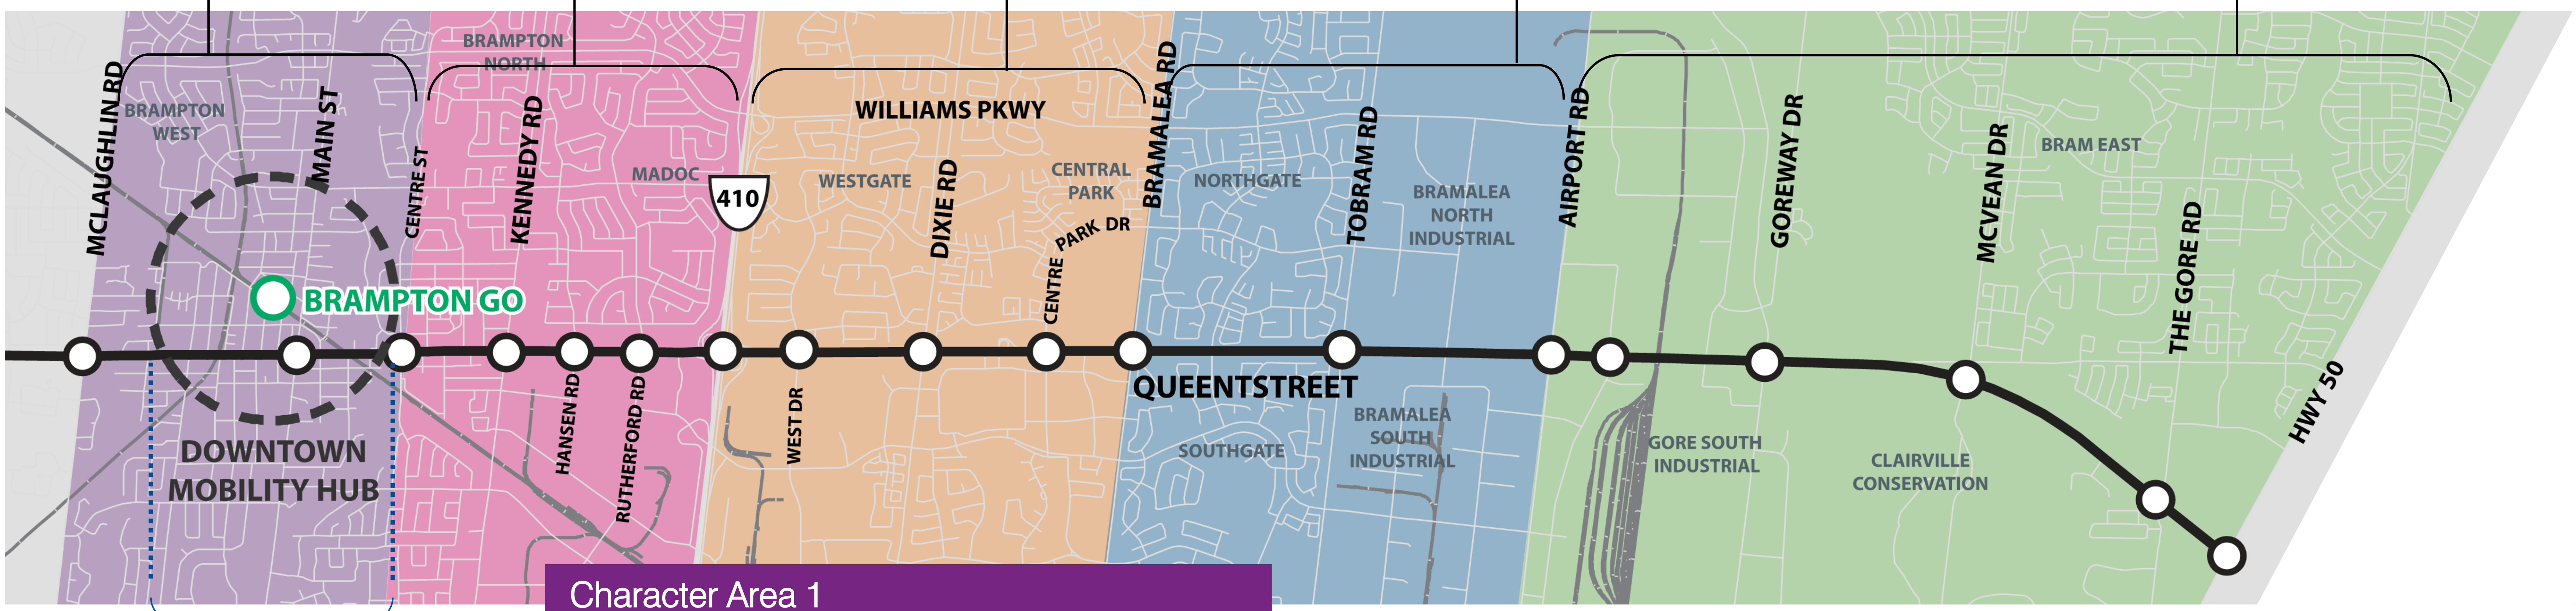 MCLAUGHLIN RD
BRAMPTON
WEST
MAIN ST
CENTRE ST
BRAMPTON
NORTH
KENNEDY RD
MADOC
410
WILLIAMS PKWY
WESTGATE
DIXIE RD
CENTRAL
PARK
CENTRE PARK DR
BRAMALEA RD
NORTHGATE
TOBRAM RD
BRAMALEA
NORTH
INDUSTRIAL
AIRPORT RD
GOREWAY DR
MCVEAN DR
BRAM EAST
THE GORE RD
HWY 50
BRAMPTON GO
DOWNTOWN
MOBILITY HUB
HANSEN RD
RUTHERFORD RD
WEST DR
QUEENTSTREET
SOUTHGATE
BRAMALEA
SOUTH
INDUSTRIAL
GORE SOUTH
INDUSTRIAL
CLAIRVILLE
CONSERVATION
Character Area 1